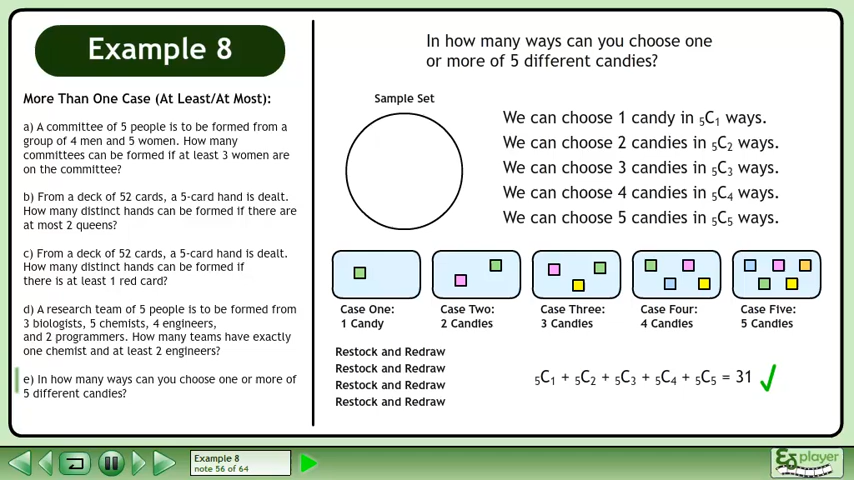 Example 8
More Than One Case (At Least/At Most):
a) A committee of 5 people is to be formed from a
group of 4 men and 5 women. How many
committees can be formed if at least 3 women are
on the committee?
b) From a deck of 52 cards, a 5-card hand is dealt.
How many distinct hands can be formed if there are
at most 2 queens?
c) From a deck of 52 cards, a 5-card hand is dealt.
How many distinct hands can be formed if
there is at least 1 red card?
d) A research team of 5 people is to be formed from
3 biologists, 5 chemists, 4 engineers,
and 2 programmers. How many teams have exactly
one chemist and at least 2 engineers?
e) In how many ways can you choose one or more of
5 different candies?
In how many ways can you choose one
or more of 5 different candies?
Sample Set
We can choose 1 candy in ₅C₁ ways.
We can choose 2 candies in ₅C₂ ways.
We can choose 3 candies in ₅C₃ ways.
We can choose 4 candies in ₅C₄ ways.
We can choose 5 candies in ₅C₅ ways.
Case One:
1 Candy
Case Two:
2 Candies
Case Three:
3 Candies
Case Four:
4 Candies
Case Five:
5 Candies
Restock and Redraw
Restock and Redraw
Restock and Redraw
Restock and Redraw
₅C₁ + ₅C₂ + ₅C₃ + ₅C₄ + ₅C₅ = 31
Example 8
note 56 of 64
player